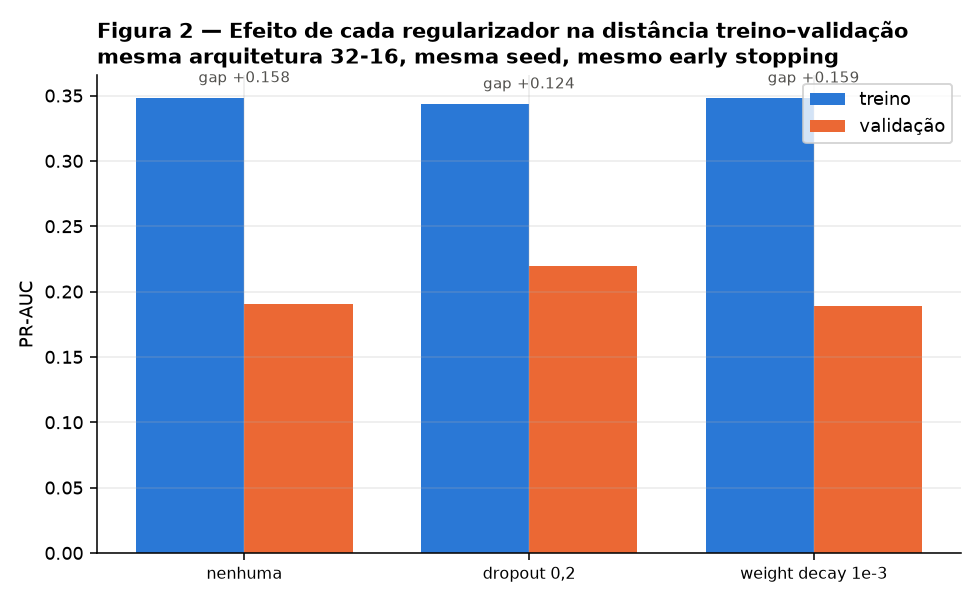 Figura 2 — Efeito de cada regularizador na distância treino–validação
mesma arquitetura 32-16, mesma seed, mesmo early stopping
gap +0.158
gap +0.124
gap +0.159
treino
validação
PR-AUC
0.35
0.30
0.25
0.20
0.15
0.10
0.05
0.00
nenhuma
dropout 0,2
weight decay 1e-3